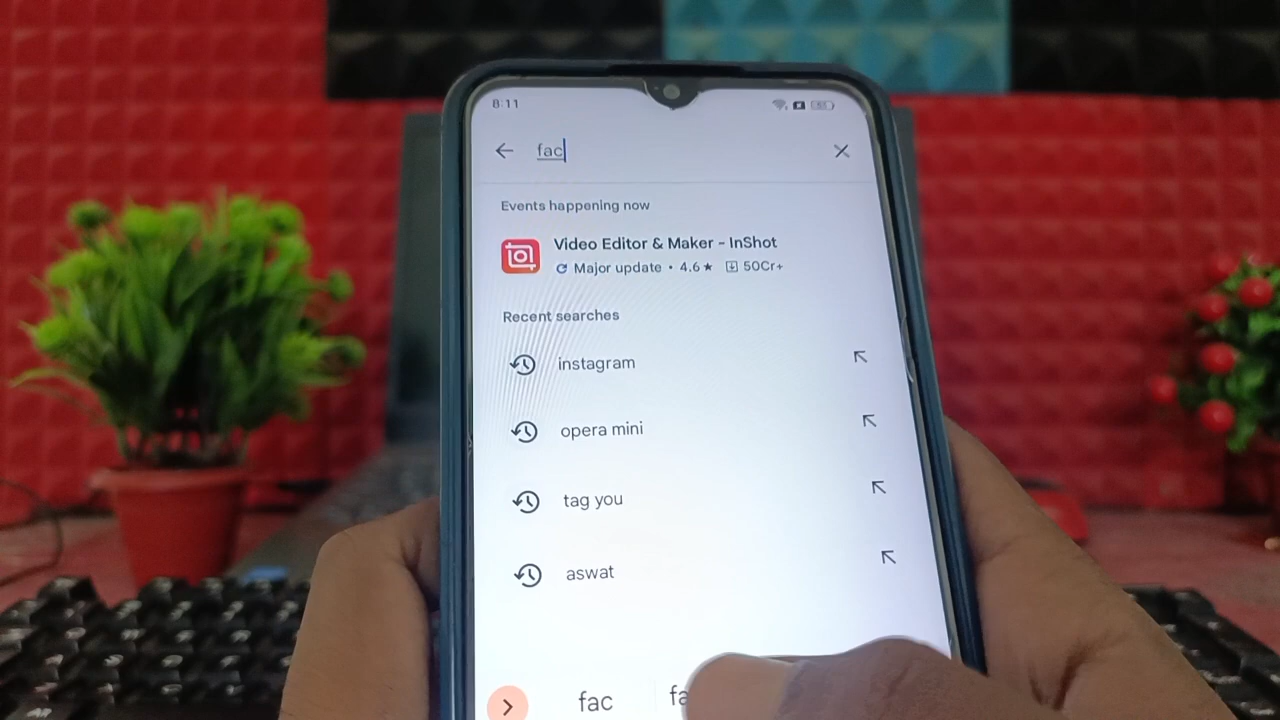 8:11
fac
Events happening now
Video Editor & Maker - InShot
Major update • 4.6★ 50Cr+
Recent searches
instagram
opera mini
tag you
aswat
fac fa